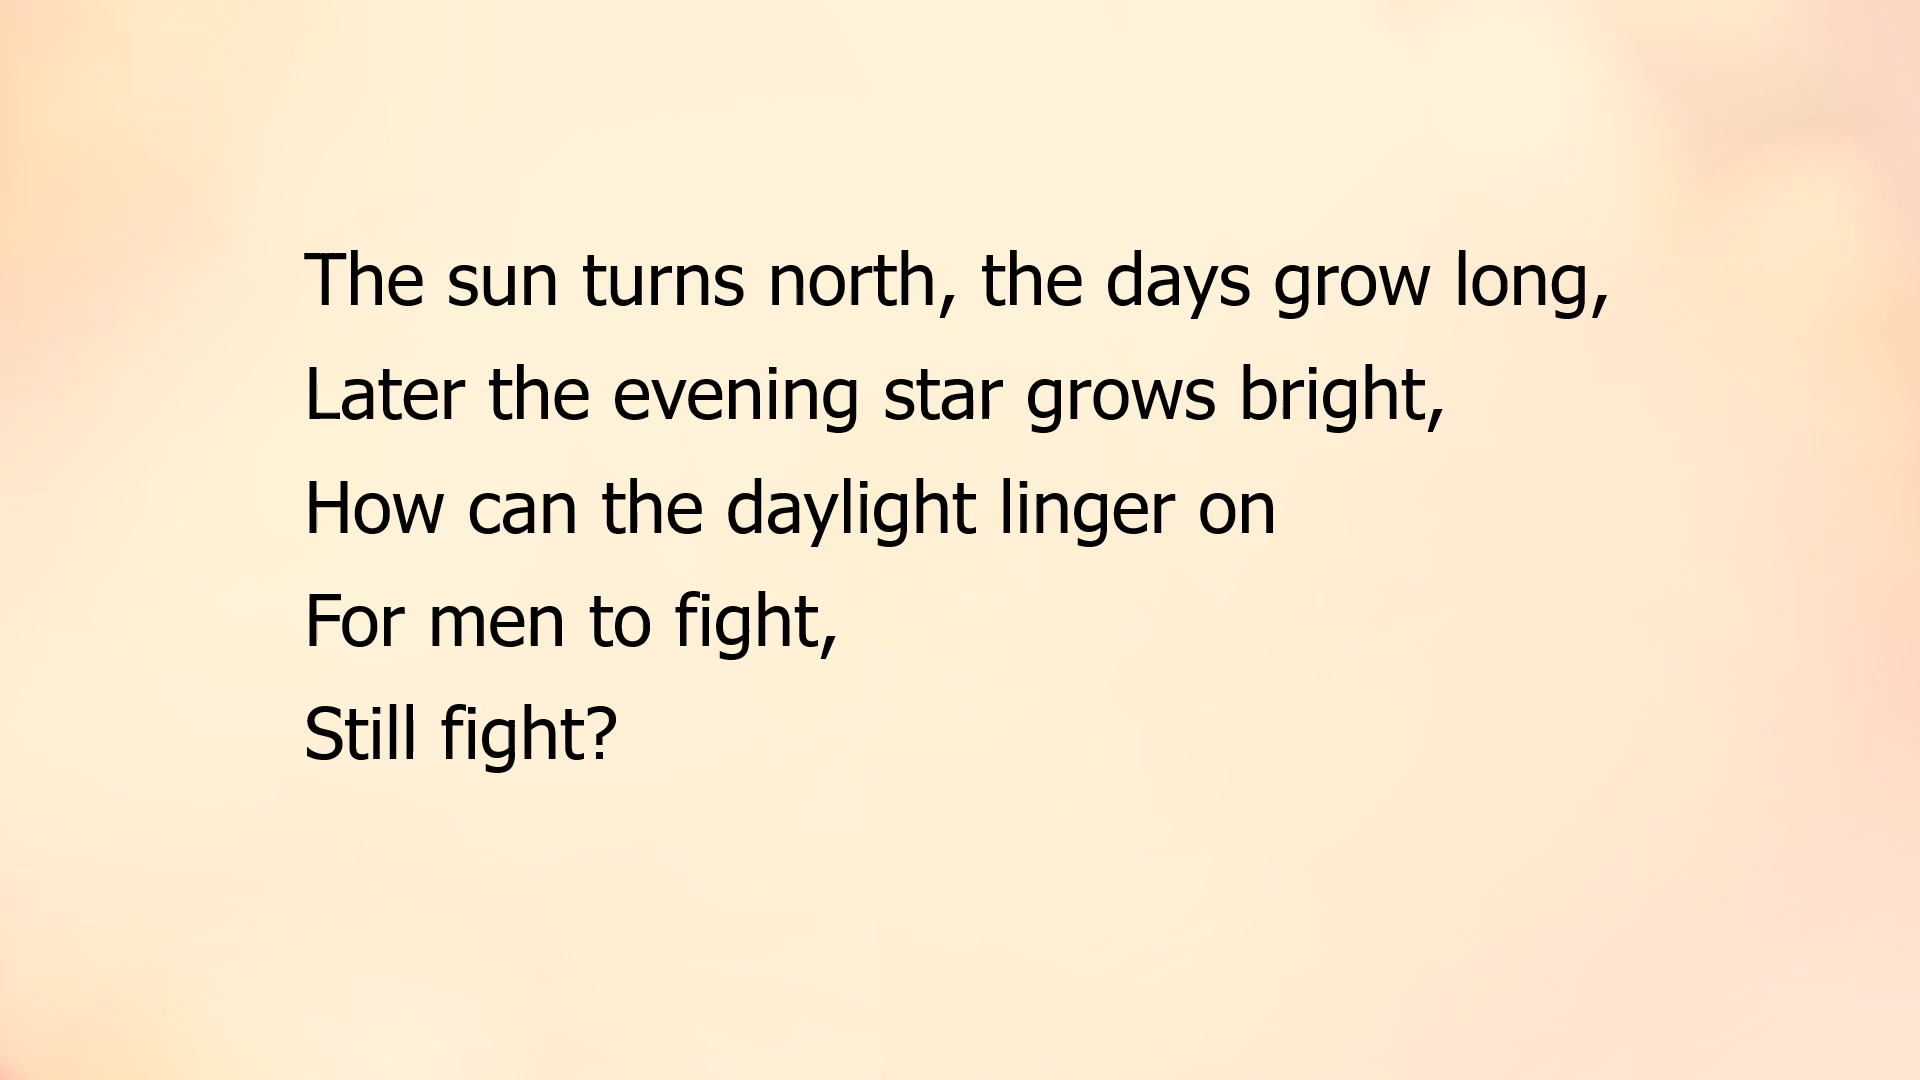 The sun turns north, the days grow long,
Later the evening star grows bright,
How can the daylight linger on
For men to fight,
Still fight?